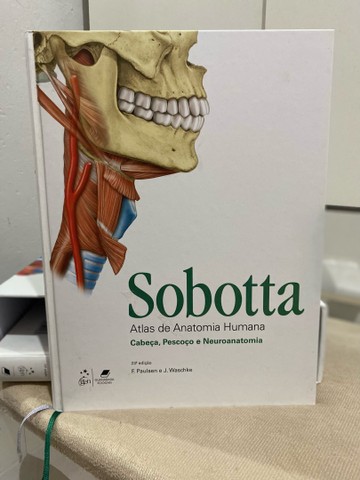 Sobotta
Atlas de Anatomia Humana
Cabeça, Pescoço e Neuroanatomia
F. Paulsen e J. Waschke